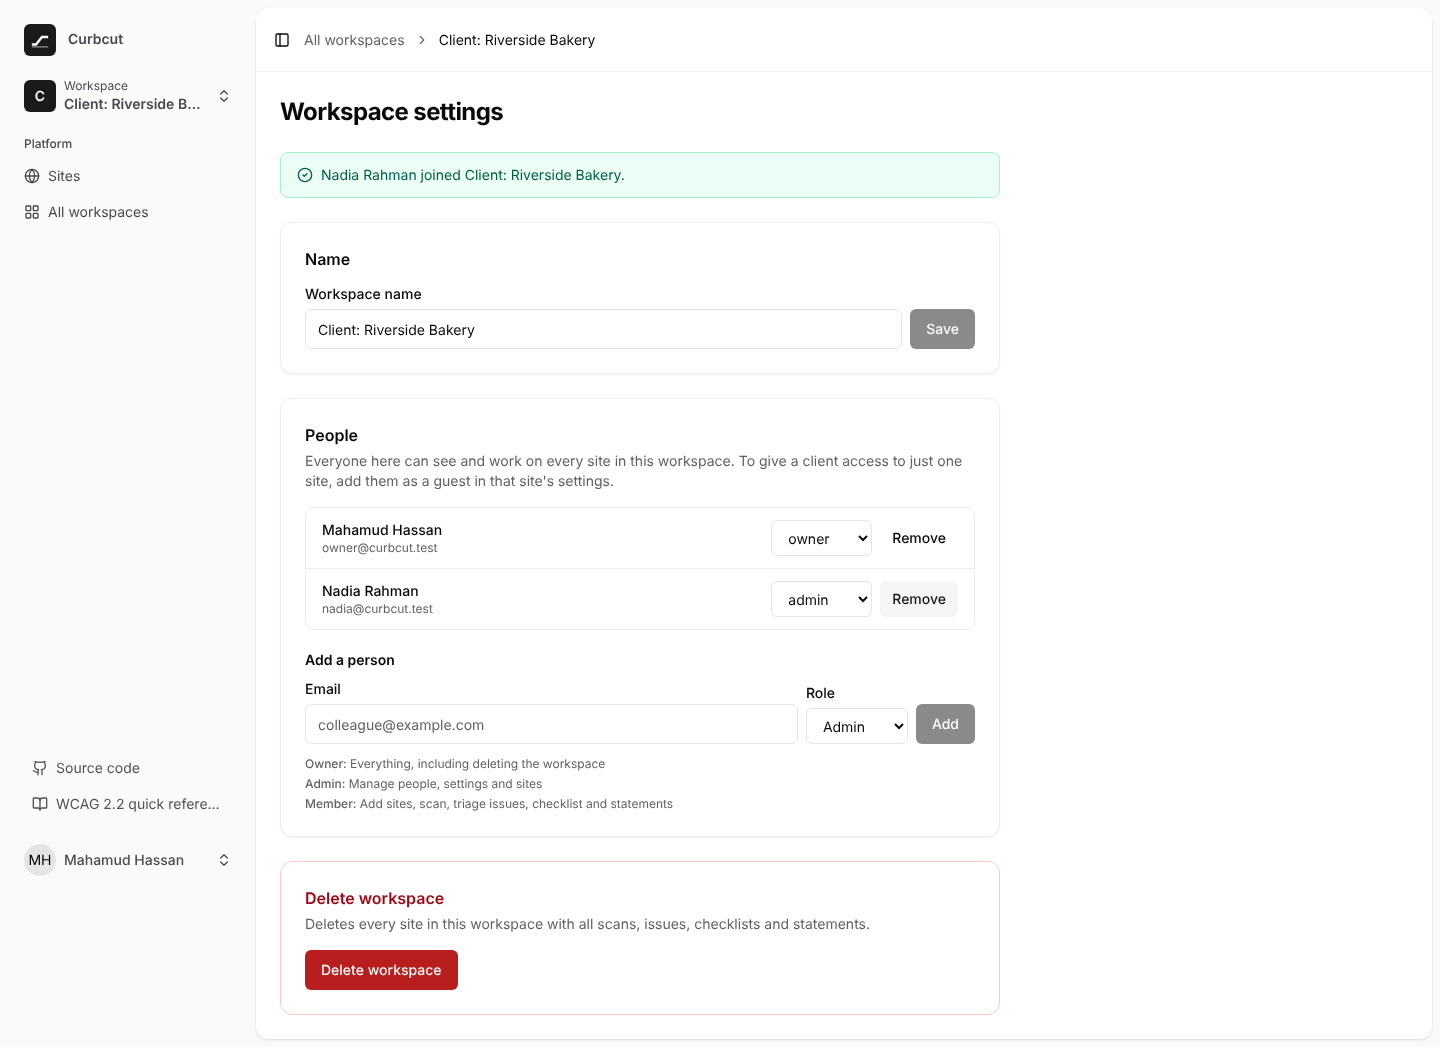 Curbcut
C
Workspace
Client: Riverside B...
Platform
Sites
All workspaces
Source code
WCAG 2.2 quick refere...
MH
Mahamud Hassan
All workspaces
Client: Riverside Bakery
Workspace settings
Nadia Rahman joined Client: Riverside Bakery.
Name
Workspace name
Client: Riverside Bakery
Save
People
Everyone here can see and work on every site in this workspace. To give a client access to just one
site, add them as a guest in that site's settings.
Mahamud Hassan
owner@curbcut.test
owner
Remove
Nadia Rahman
nadia@curbcut.test
admin
Remove
Add a person
Email
colleague@example.com
Role
Admin
Add
Owner: Everything, including deleting the workspace
Admin: Manage people, settings and sites
Member: Add sites, scan, triage issues, checklist and statements
Delete workspace
Deletes every site in this workspace with all scans, issues, checklists and statements.
Delete workspace